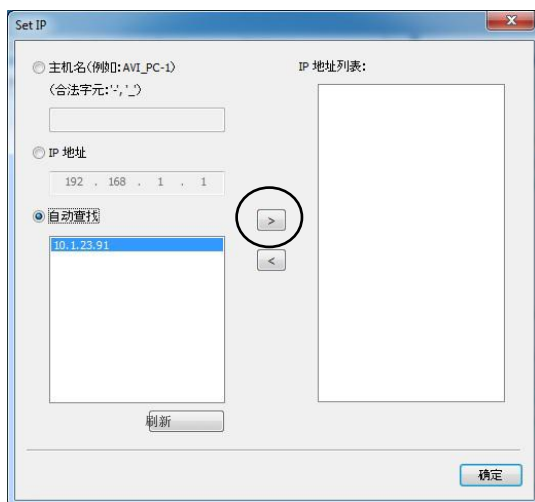 Set IP
主机名(例如:AVI_PC-1)
(合法字元:'-', '_')
IP 地址
192 . 168 . 1 . 1
自动查找
10.1.23.91
刷新
>
<
IP 地址列表:
确定